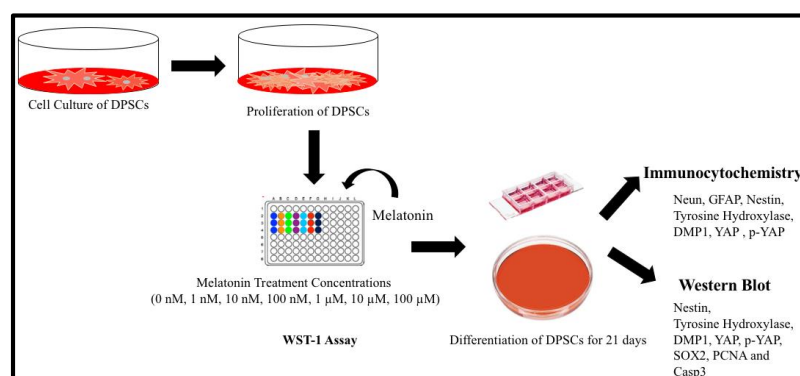 Cell Culture of DPSCs
Proliferation of DPSCs
Melatonin
Melatonin Treatment Concentrations
(0 nM, 1 nM, 10 nM, 100 nM, 1 µM, 10 µM, 100 µM)
WST-1 Assay
Differentiation of DPSCs for 21 days
Immunocytochemistry
Neun, GFAP, Nestin,
Tyrosine Hydroxylase,
DMP1, YAP , p-YAP
Western Blot
Nestin,
Tyrosine Hydroxylase,
DMP1, YAP, p-YAP,
SOX2, PCNA and
Casp3